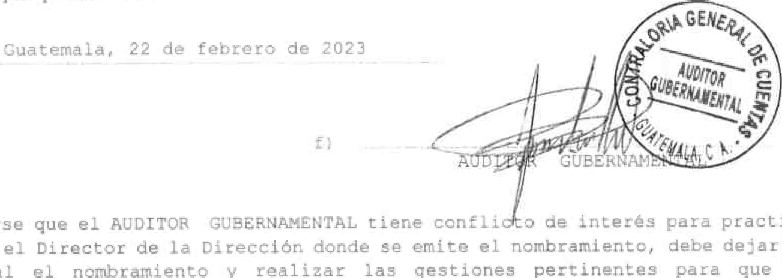 Guatemala, 22 de febrero de 2023
CONTRALORIA GENERAL DE CUENTAS
AUDITOR
GUBERNAMENTAL
GUATEMALA, C. A.
f)
AUDITOR GUBERNAMENTAL
rse que el AUDITOR GUBERNAMENTAL tiene conflicto de interés para practi
el Director de la Dirección donde se emite el nombramiento, debe dejar
al el nombramiento y realizar las gestiones pertinentes para que